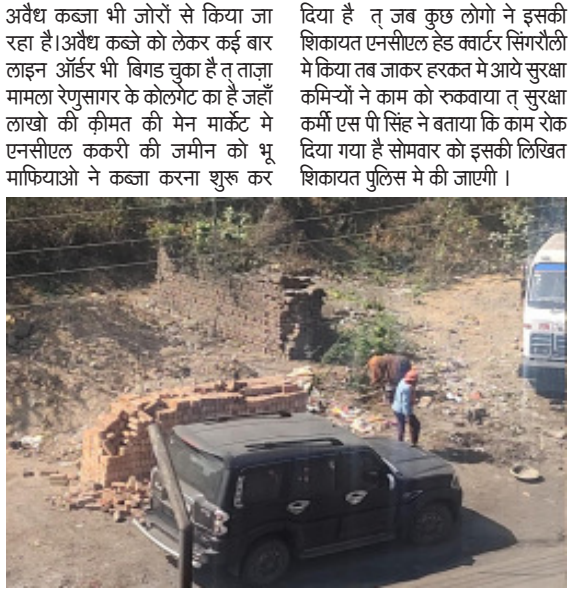 अवैध कब्जा भी जोरों से किया जा
रहा है।अवैध कब्जे को लेकर कई बार
लाइन ऑर्डर भी बिगड चुका है त् ताज़ा
मामला रेणुसागर के कोलगेट का है जहाँ
लाखो की क़ीमत की मेन मार्केट मे
एनसीएल ककरी की जमीन को भू
माफियाओ ने कब्जा करना शुरू कर
दिया है त् जब कुछ लोगो ने इसकी
शिकायत एनसीएल हेड क्वार्टर सिंगरौली
मे किया तब जाकर हरकत मे आये सुरक्षा
कमिर्यों ने काम को रुकवाया त् सुरक्षा
कर्मी एस पी सिंह ने बताया कि काम रोक
दिया गया है सोमवार को इसकी लिखित
शिकायत पुलिस मे की जाएगी ।